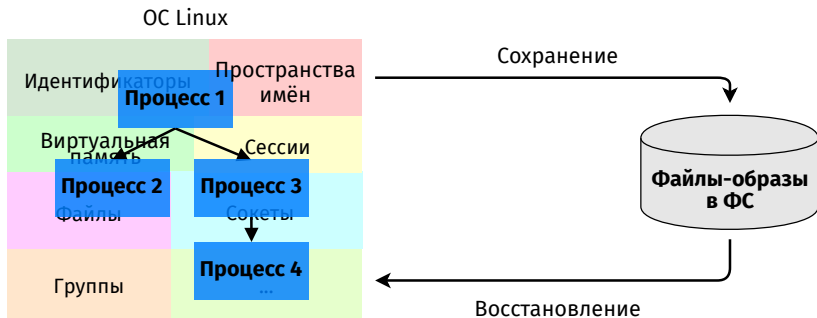 ОС Linux
Сохранение
Идентификаторы
Пространства
имён
Процесс 1
Виртуальная
память
Сессии
Процесс 2
Процесс 3
Файлы-образы
в ФС
Файлы
Сокеты
Процесс 4
Группы
...
Восстановление